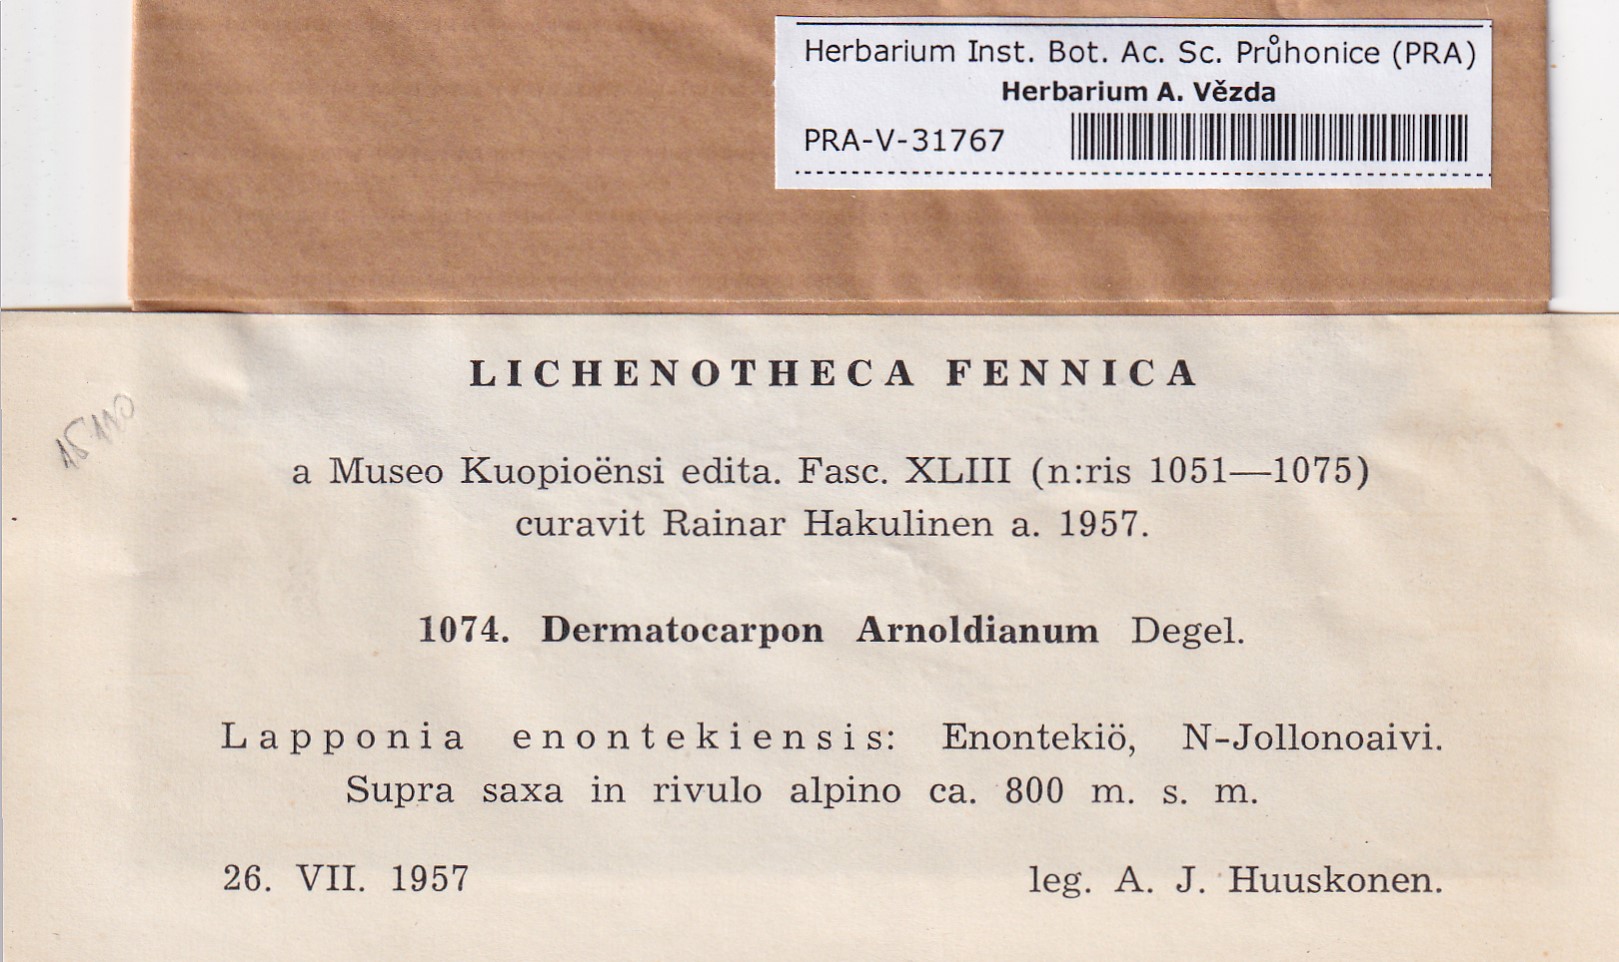 Herbarium Inst. Bot. Ac. Sc. Průhonice (PRA)
Herbarium A. Vězda
PRA-V-31767
LICHENOTHECA FENNICA
a Museo Kuopioënsi edita. Fasc. XLIII (n:ris 1051—1075)
curavit Rainar Hakulinen a. 1957.
1074. Dermatocarpon Arnoldianum Degel.
Lapponia enontekiensis: Enontekiö, N-Jollonoaivi.
Supra saxa in rivulo alpino ca. 800 m. s. m.
26. VII. 1957 leg. A. J. Huuskonen.